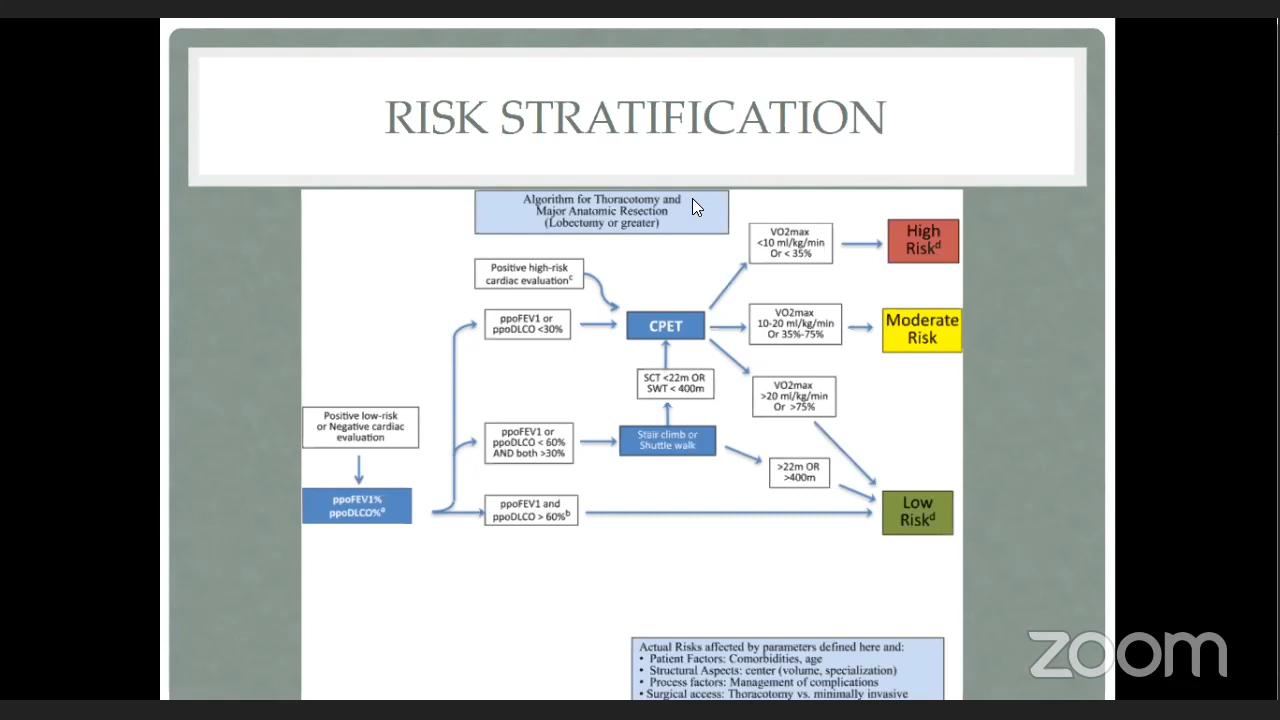 RISK STRATIFICATION
Algorithm for Thoracotomy and
Major Anatomic Resection
(Lobectomy or greater)
Positive high-risk
cardiac evaluationᶜ
ppoFEV1 or
ppoDLCO <30%
CPET
VO2max
<10 ml/kg/min
Or < 35%
High
Riskᵈ
VO2max
10-20 ml/kg/min
Or 35%-75%
Moderate
Risk
SCT <22m OR
SWT < 400m
VO2max
>20 ml/kg/min
Or >75%
Positive low-risk
or Negative cardiac
evaluation
ppoFEV1 or
ppoDLCO < 60%
AND both >30%
Stair climb or
Shuttle walk
>22m OR
>400m
ppoFEV1%
ppoDLCO%ᵃ
ppoFEV1 and
ppoDLCO > 60%ᵇ
Low
Riskᵈ
Actual Risks affected by parameters defined here and:
• Patient Factors: Comorbidities, age
• Structural Aspects: center (volume, specialization)
• Process factors: Management of complications
• Surgical access: Thoracotomy vs. minimally invasive
zoom